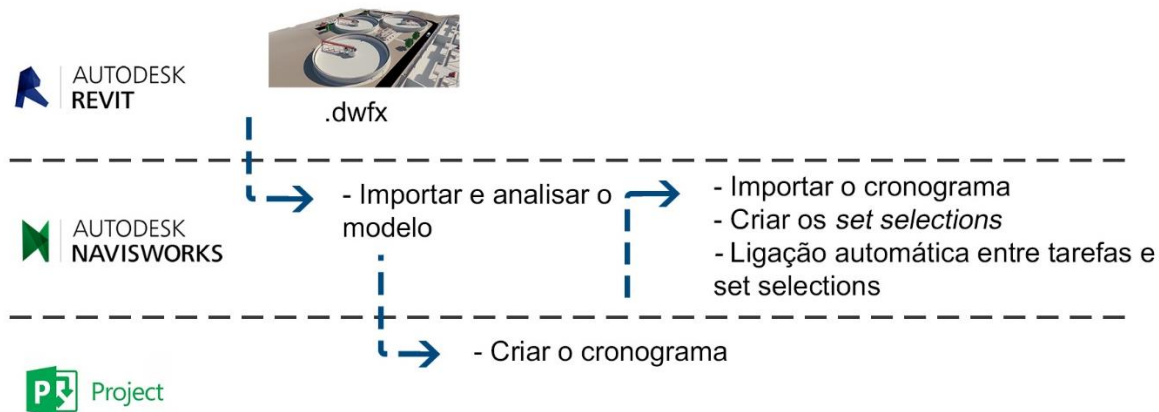 AUTODESK
REVIT
.dwfx
AUTODESK
NAVISWORKS
- Importar e analisar o
modelo
- Importar o cronograma
- Criar os set selections
- Ligação automática entre tarefas e
set selections
P Project
- Criar o cronograma